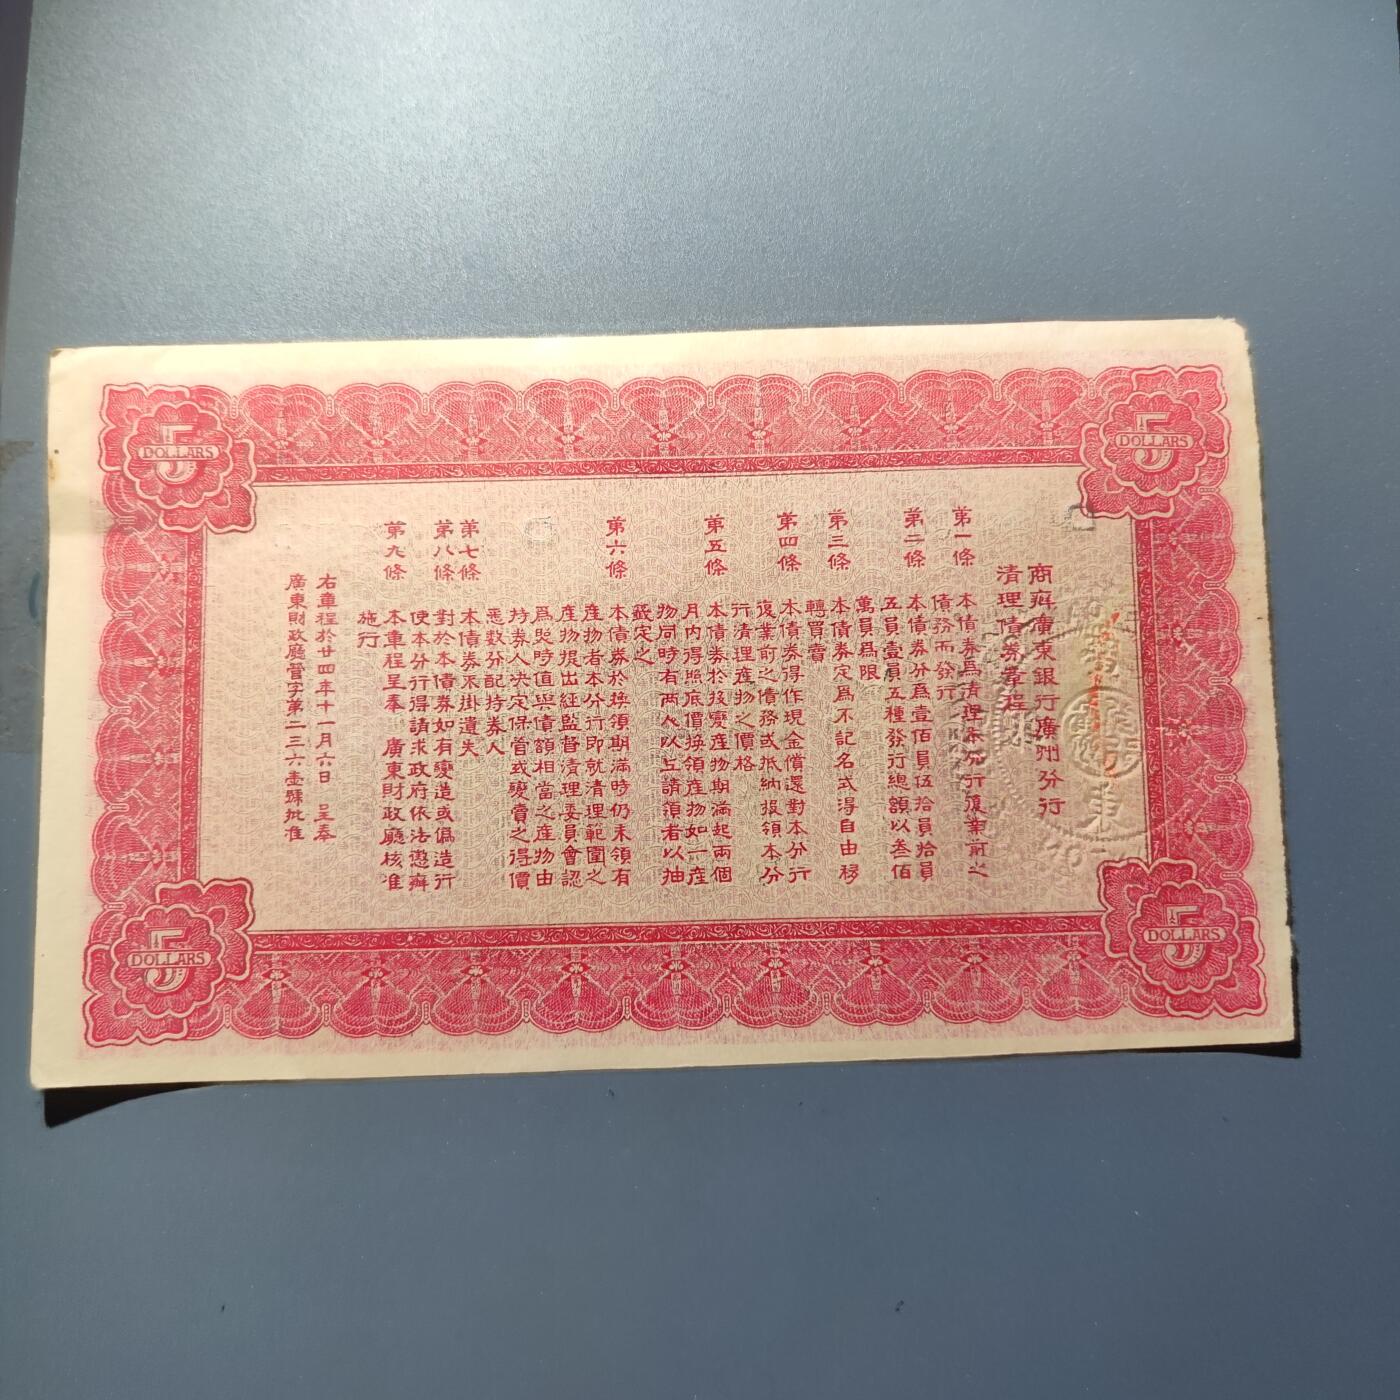 5
DOLLARS
5
DOLLARS
商辦廣東銀行廣州分行
清理債券章程
第一條
本債券爲清理本分行復業前之
債務而發行
第二條
本債券分爲壹佰員伍拾員拾員
五員壹員五種發行總額以叁佰
萬員爲限
第三條
本債券定爲不記名式得自由移
轉買賣
第四條
本債券得作現金償還對本分行
復業前之債務或抵納報領本分
行清理產物之價格
第五條
本債券於投變產物期滿起兩個
月內得照底價換領產物如一產
物同時有两人以上請領者以抽
籤定之
第六條
本債券於換領期滿時仍未領有
產物者本分行即就清理範圍之
產物提出經監督清理委員會認
爲現時值與債額相當之產物由
持券人決定保管或變賣之得價
悉數分配持券人
第七條
本債券不掛遺失
第八條
對於本債券如有變造或僞造行
使本分行得請求政府依法懲辦
第九條
本章程呈奉 廣東財政廳核准
施行
右章程於廿四年十一月六日 呈奉
廣東財政廳管字第二三六壹號批准
5
DOLLARS
5
DOLLARS